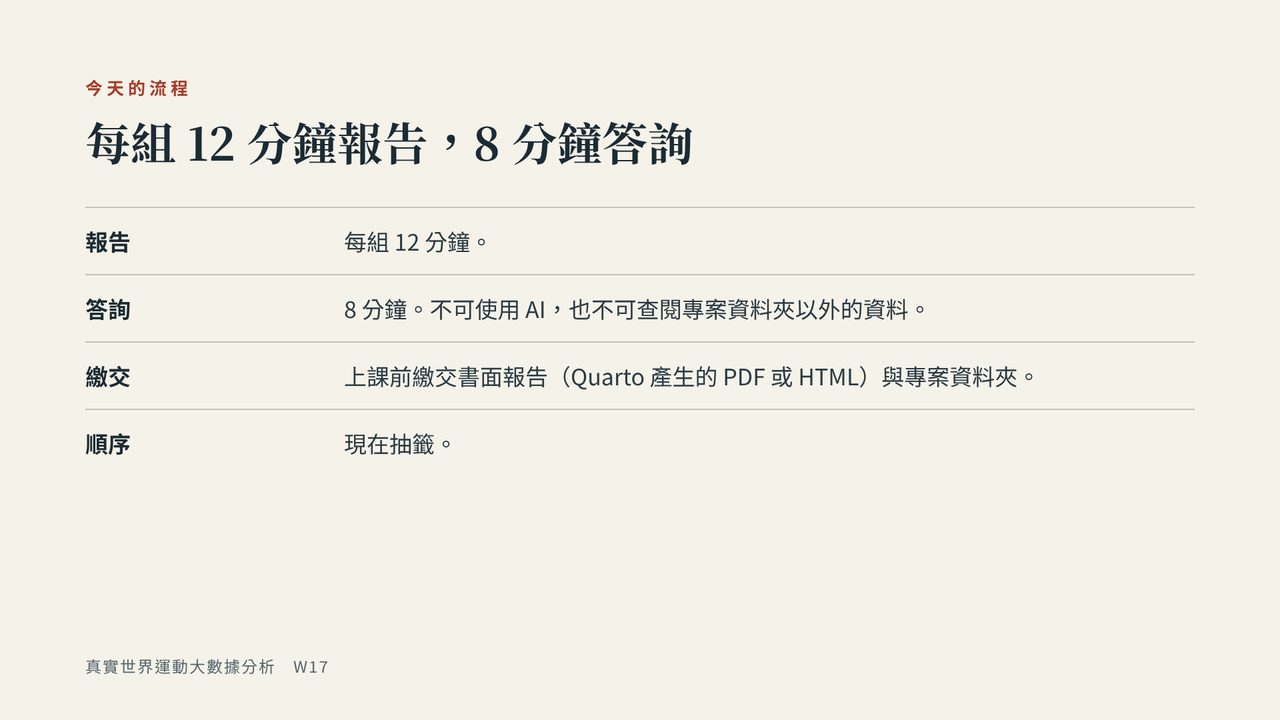 今天的流程
每組 12 分鐘報告，8 分鐘答詢
報告 每組 12 分鐘。
答詢 8 分鐘。不可使用 AI，也不可查閱專案資料夾以外的資料。
繳交 上課前繳交書面報告（Quarto 產生的 PDF 或 HTML）與專案資料夾。
順序 現在抽籤。
真實世界運動大數據分析 W17